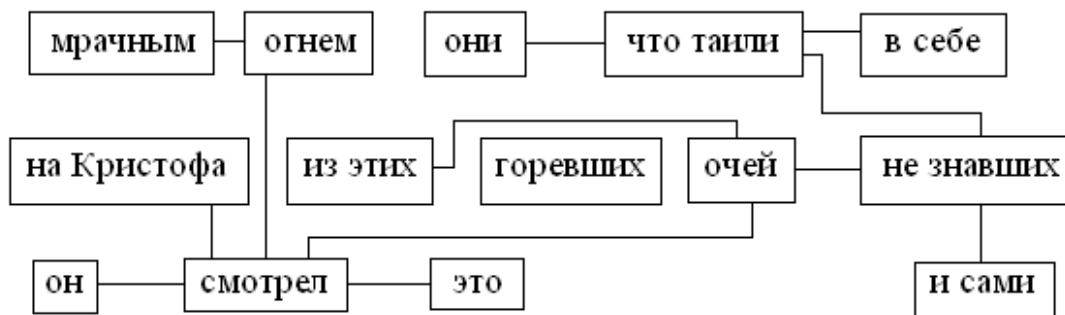 мрачным огнем они что таили в себе
на Кристофа из этих горевших очей не знавших
он смотрел это и сами